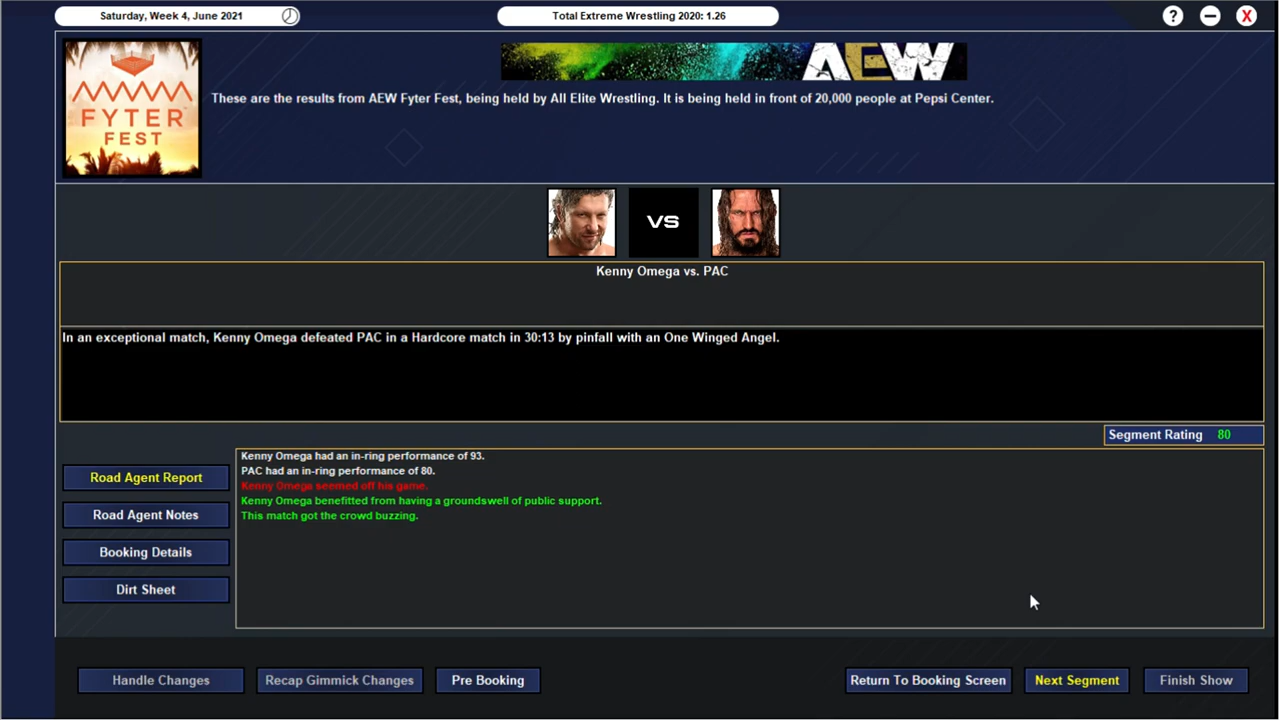 Saturday, Week 4, June 2021
Total Extreme Wrestling 2020: 1.26
?
X
FYTER
FEST
AEW
These are the results from AEW Fyter Fest, being held by All Elite Wrestling. It is being held in front of 20,000 people at Pepsi Center.
VS
Kenny Omega vs. PAC
In an exceptional match, Kenny Omega defeated PAC in a Hardcore match in 30:13 by pinfall with an One Winged Angel.
Segment Rating 80
Road Agent Report
Road Agent Notes
Booking Details
Dirt Sheet
Kenny Omega had an in-ring performance of 93.
PAC had an in-ring performance of 80.
Kenny Omega seemed off his game.
Kenny Omega benefitted from having a groundswell of public support.
This match got the crowd buzzing.
Handle Changes
Recap Gimmick Changes
Pre Booking
Return To Booking Screen
Next Segment
Finish Show